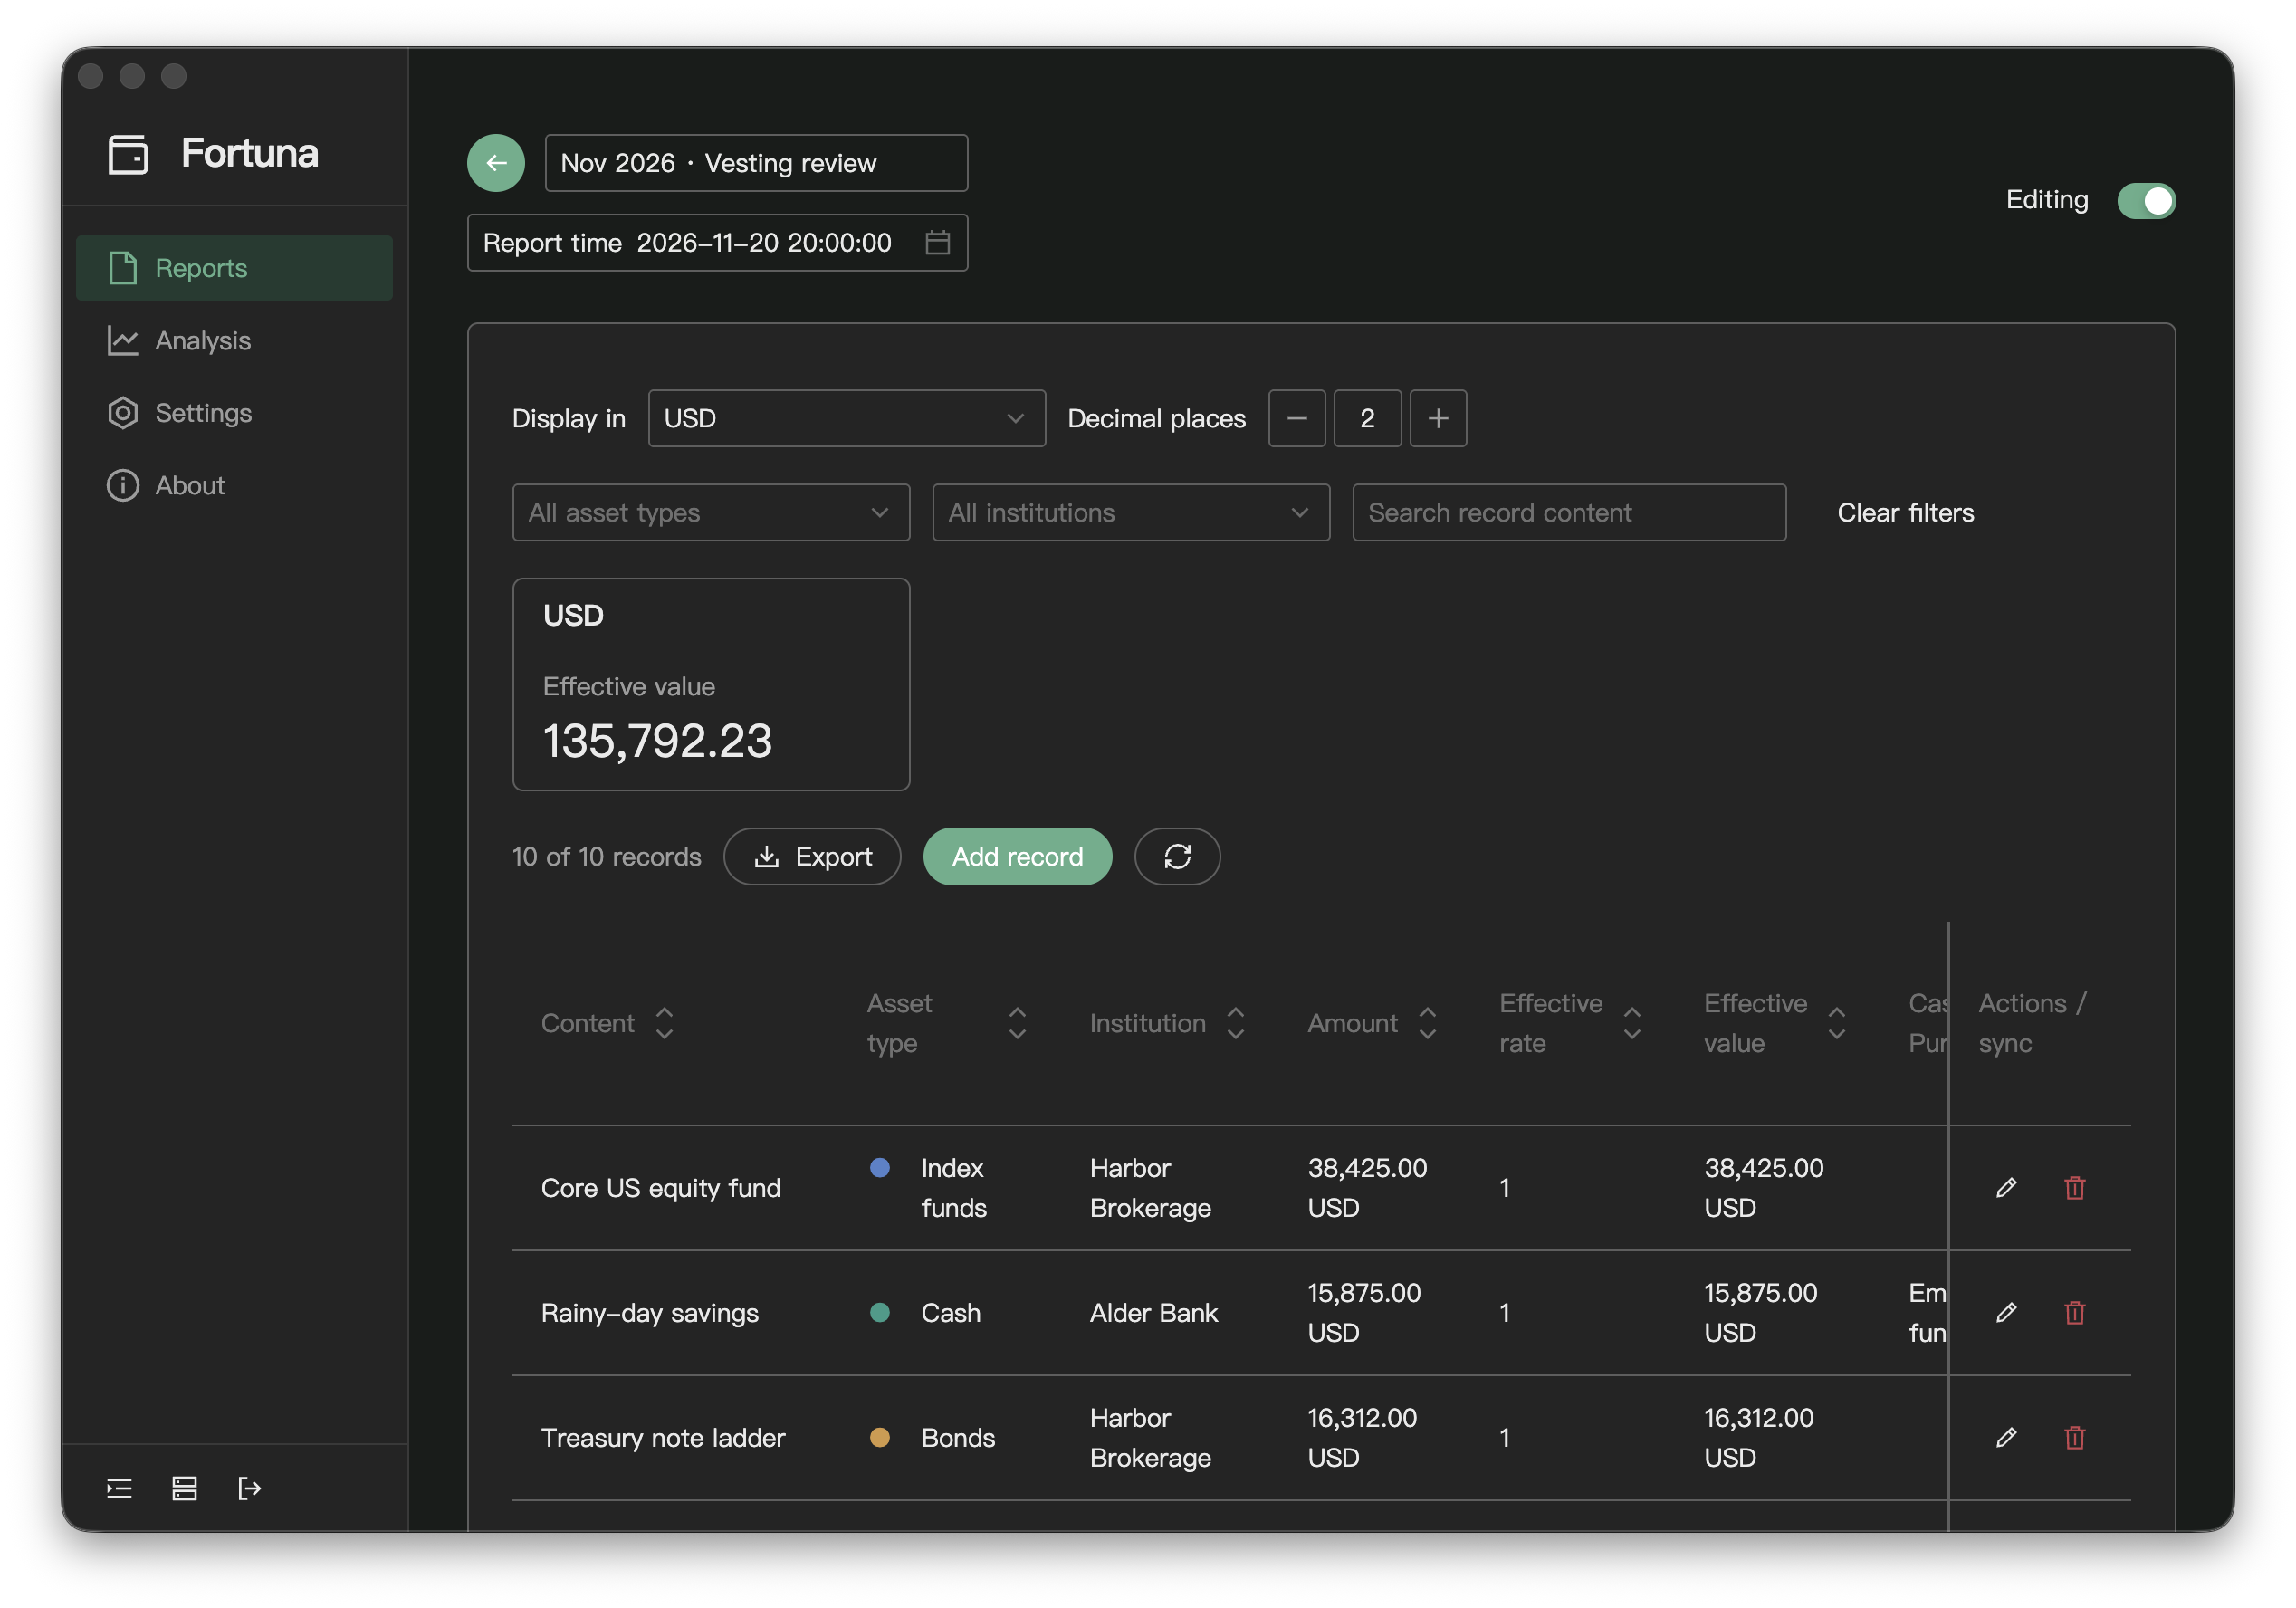 Fortuna
Reports
Analysis
Settings
About
Nov 2026 · Vesting review
Report time 2026-11-20 20:00:00
Editing
Display in USD Decimal places 2
All asset types All institutions Search record content Clear filters
USD
Effective value
135,792.23
10 of 10 records Export Add record
Content Asset type Institution Amount Effective rate Effective value Actions / sync
Core US equity fund Index funds Harbor Brokerage 38,425.00 USD 1 38,425.00 USD
Rainy-day savings Cash Alder Bank 15,875.00 USD 1 15,875.00 USD
Treasury note ladder Bonds Harbor Brokerage 16,312.00 USD 1 16,312.00 USD